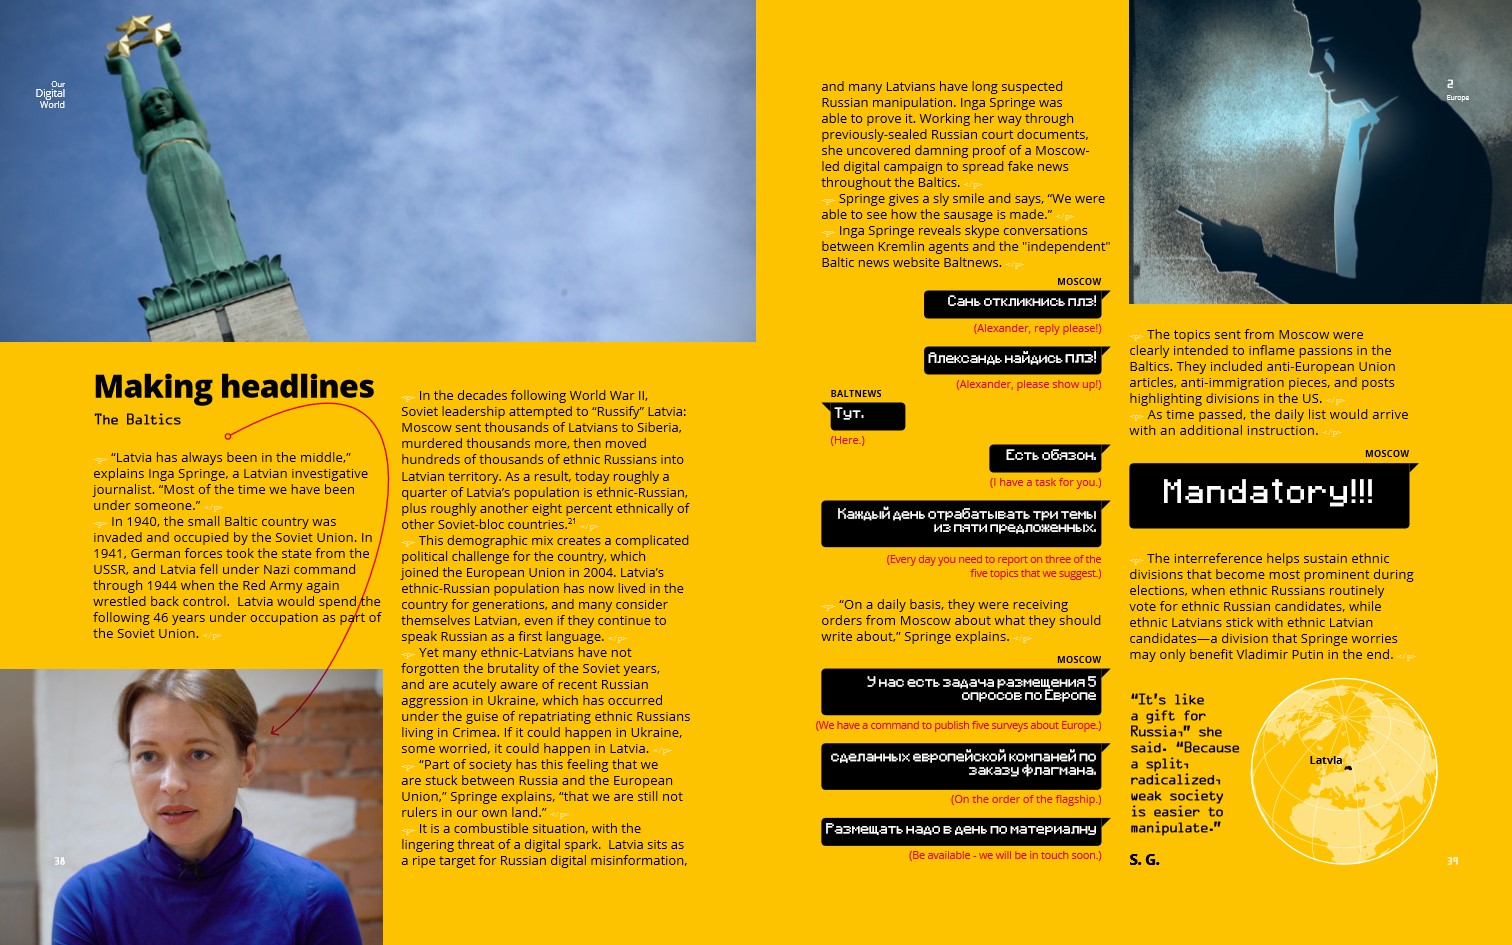 Our
Digital
World
Making headlines
The Baltics
<p> “Latvia has always been in the middle,”
explains Inga Springe, a Latvian investigative
journalist. “Most of the time we have been
under someone.” </p>
<p> In 1940, the small Baltic country was
invaded and occupied by the Soviet Union. In
1941, German forces took the state from the
USSR, and Latvia fell under Nazi command
through 1944 when the Red Army again
wrestled back control.  Latvia would spend the
following 46 years under occupation as part of
the Soviet Union. </p>
38
<p> In the decades following World War II,
Soviet leadership attempted to “Russify” Latvia:
Moscow sent thousands of Latvians to Siberia,
murdered thousands more, then moved
hundreds of thousands of ethnic Russians into
Latvian territory. As a result, today roughly a
quarter of Latvia’s population is ethnic-Russian,
plus roughly another eight percent ethnically of
other Soviet-bloc countries.²¹ </p>
<p> This demographic mix creates a complicated
political challenge for the country, which
joined the European Union in 2004. Latvia’s
ethnic-Russian population has now lived in the
country for generations, and many consider
themselves Latvian, even if they continue to
speak Russian as a first language. </p>
<p> Yet many ethnic-Latvians have not
forgotten the brutality of the Soviet years,
and are acutely aware of recent Russian
aggression in Ukraine, which has occurred
under the guise of repatriating ethnic Russians
living in Crimea. If it could happen in Ukraine,
some worried, it could happen in Latvia. </p>
<p> “Part of society has this feeling that we
are stuck between Russia and the European
Union,” Springe explains, “that we are still not
rulers in our own land.” </p>
<p> It is a combustible situation, with the
lingering threat of a digital spark.  Latvia sits as
a ripe target for Russian digital misinformation,
and many Latvians have long suspected
Russian manipulation. Inga Springe was
able to prove it. Working her way through
previously-sealed Russian court documents,
she uncovered damning proof of a Moscow-
led digital campaign to spread fake news
throughout the Baltics. </p>
<p> Springe gives a sly smile and says, “We were
able to see how the sausage is made.” </p>
<p> Inga Springe reveals skype conversations
between Kremlin agents and the "independent"
Baltic news website Baltnews. </p>
MOSCOW
Сань откликнись плз!
(Alexander, reply please!)
Александь найдись плз!
(Alexander, please show up!)
BALTNEWS
Тут.
(Here.)
Есть обязон.
(I have a task for you.)
Каждый день отрабатывать три темы
из пяти предложенных.
(Every day you need to report on three of the
five topics that we suggest.)
<p> “On a daily basis, they were receiving
orders from Moscow about what they should
write about,” Springe explains. </p>
MOSCOW
У нас есть задача размещения 5
опросов по Европе
(We have a command to publish five surveys about Europe.)
сделанных европейской компаней по
заказу флагмана.
(On the order of the flagship.)
Размещать надо в день по материалну
(Be available - we will be in touch soon.)
2
Europe
<p> The topics sent from Moscow were
clearly intended to inflame passions in the
Baltics. They included anti-European Union
articles, anti-immigration pieces, and posts
highlighting divisions in the US. </p>
<p> As time passed, the daily list would arrive
with an additional instruction. </p>
MOSCOW
Mandatory!!!
<p> The interreference helps sustain ethnic
divisions that become most prominent during
elections, when ethnic Russians routinely
vote for ethnic Russian candidates, while
ethnic Latvians stick with ethnic Latvian
candidates—a division that Springe worries
may only benefit Vladimir Putin in the end. </p>
“It’s like
a gift for
Russia,” she
said. “Because
a split,
radicalized,
weak society
is easier to
manipulate.”
S. G.
Latvia
39